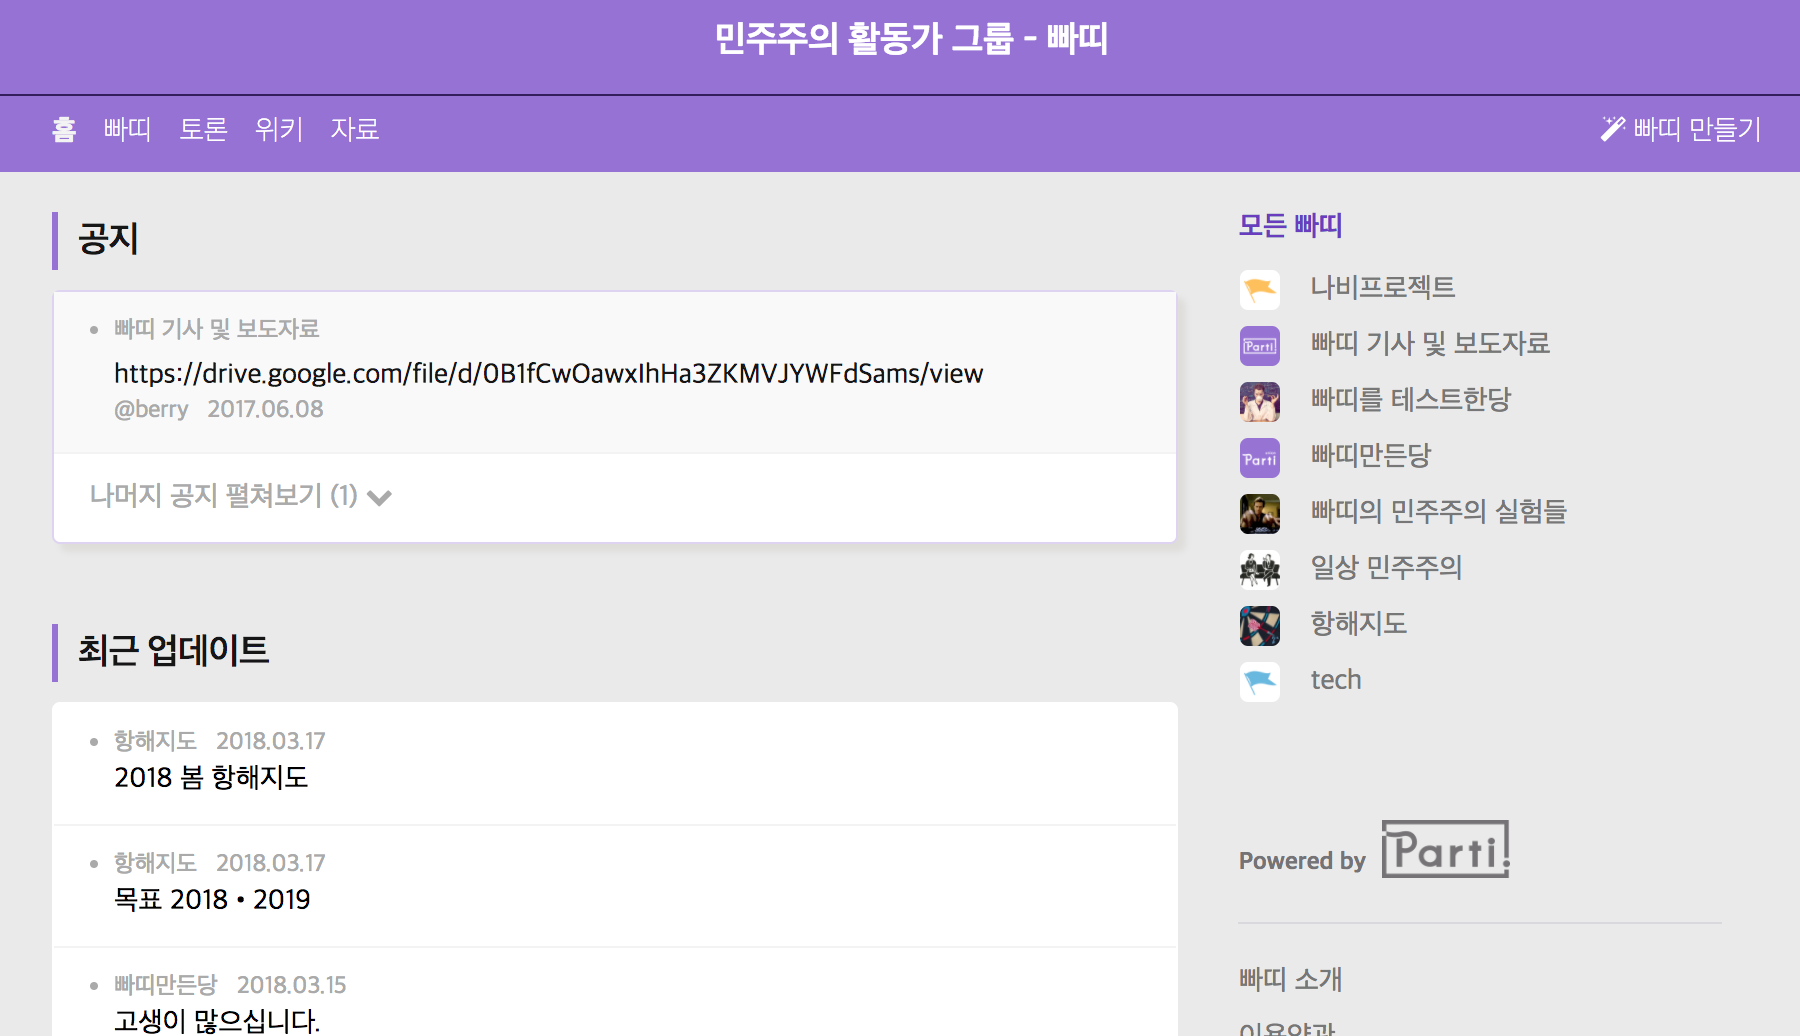 민주주의 활동가 그룹 - 빠띠
홈 빠띠 토론 위키 자료
빠띠 만들기
공지
빠띠 기사 및 보도자료
https://drive.google.com/file/d/0B1fCwOawxIhHa3ZKMVJYWFdSams/view
@berry 2017.06.08
나머지 공지 펼쳐보기 (1)
최근 업데이트
항해지도 2018.03.17
2018 봄 항해지도
항해지도 2018.03.17
목표 2018 • 2019
빠띠만든당 2018.03.15
고생이 많으십니다.
모든 빠띠
나비프로젝트
Parti!
빠띠 기사 및 보도자료
빠띠를 테스트한당
Parti
빠띠만든당
빠띠의 민주주의 실험들
일상 민주주의
항해지도
tech
Powered by Parti!
빠띠 소개
이용약관